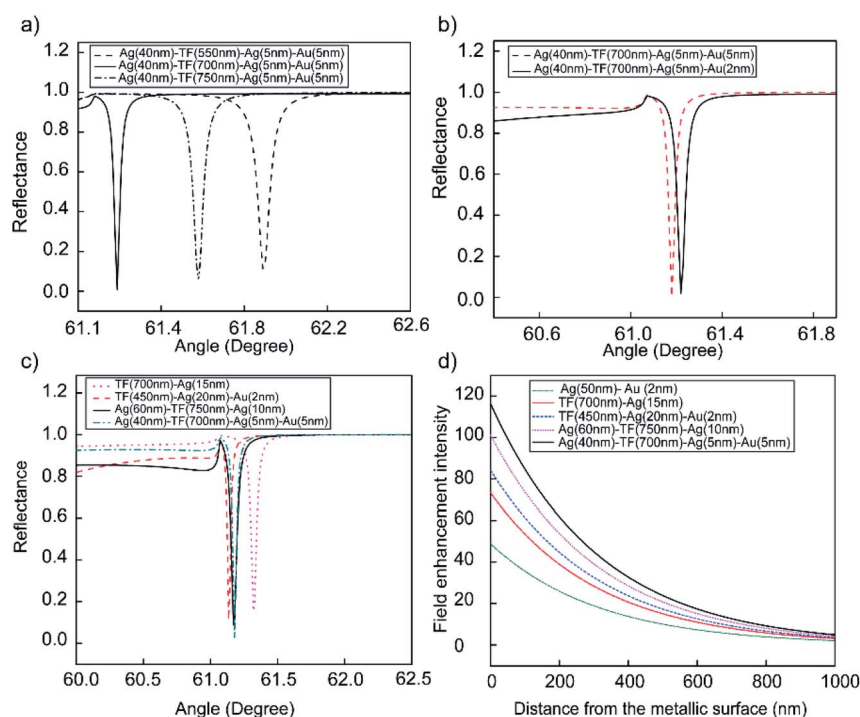 a)
Ag(40nm)-TF(550nm)-Ag(5nm)-Au(5nm)
Ag(40nm)-TF(700nm)-Ag(5nm)-Au(5nm)
Ag(40nm)-TF(750nm)-Ag(5nm)-Au(5nm)
1.2
1.0
0.8
0.6
0.4
0.2
0.0
Reflectance
61.1
61.4
61.9
62.2
62.6
Angle (Degree)
b)
Ag(40nm)-TF(700nm)-Ag(5nm)-Au(5nm)
Ag(40nm)-TF(700nm)-Ag(5nm)-Au(2nm)
1.2
1.0
0.8
0.6
0.4
0.2
0.0
Reflectance
60.6
61.0
61.4
61.8
Angle (Degree)
c)
TF(700nm)-Ag(15nm)
TF(450nm)-Ag(20nm)-Au(2nm)
Ag(60nm)-TF(750nm)-Ag(10nm)
Ag(40nm)-TF(700nm)-Ag(5nm)-Au(5nm)
1.2
1.0
0.8
0.6
0.4
0.2
0.0
Reflectance
60.0
60.5
61.0
61.5
62.0
62.5
Angle (Degree)
d)
Ag(50nm)- Au (2nm)
TF(700nm)-Ag(15nm)
TF(450nm)-Ag(20nm)-Au(2nm)
Ag(60nm)-TF(750nm)-Ag(10nm)
Ag(40nm)-TF(700nm)-Ag(5nm)-Au(5nm)
120
100
80
60
40
20
0
Field enhancement intensity
0
200
400
600
800
1000
Distance from the metallic surface (nm)